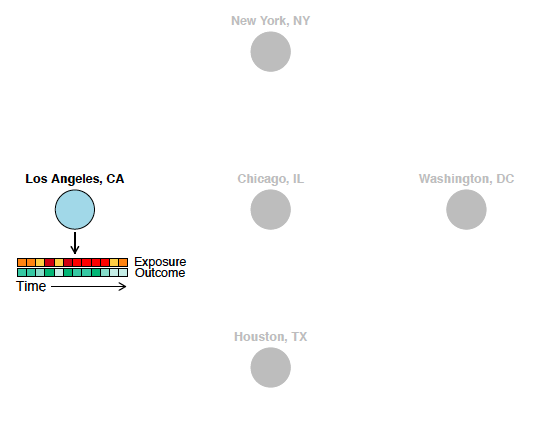 New York, NY
Los Angeles, CA
Chicago, IL
Washington, DC
Exposure
Outcome
Time
Houston, TX